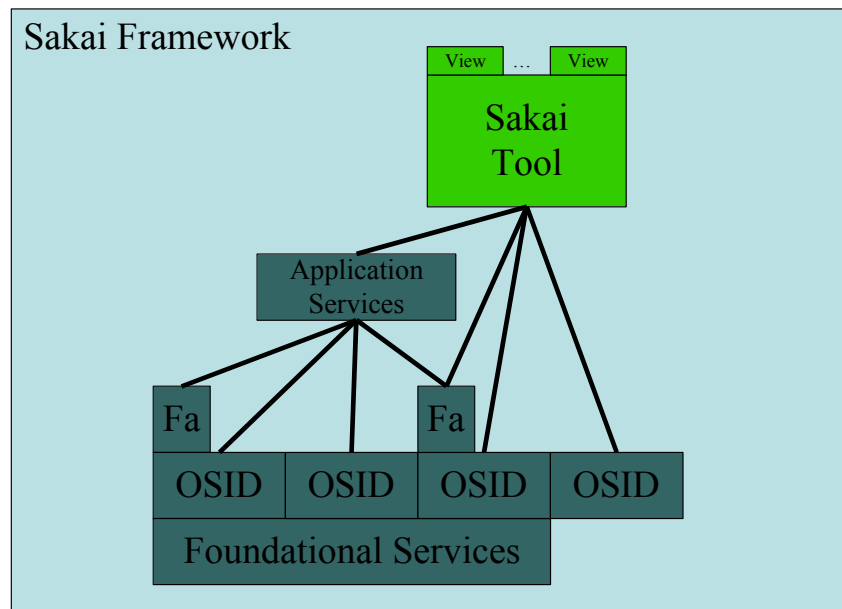 Sakai Framework
View … View
Sakai
Tool
Application
Services
Fa Fa
OSID OSID OSID OSID
Foundational Services